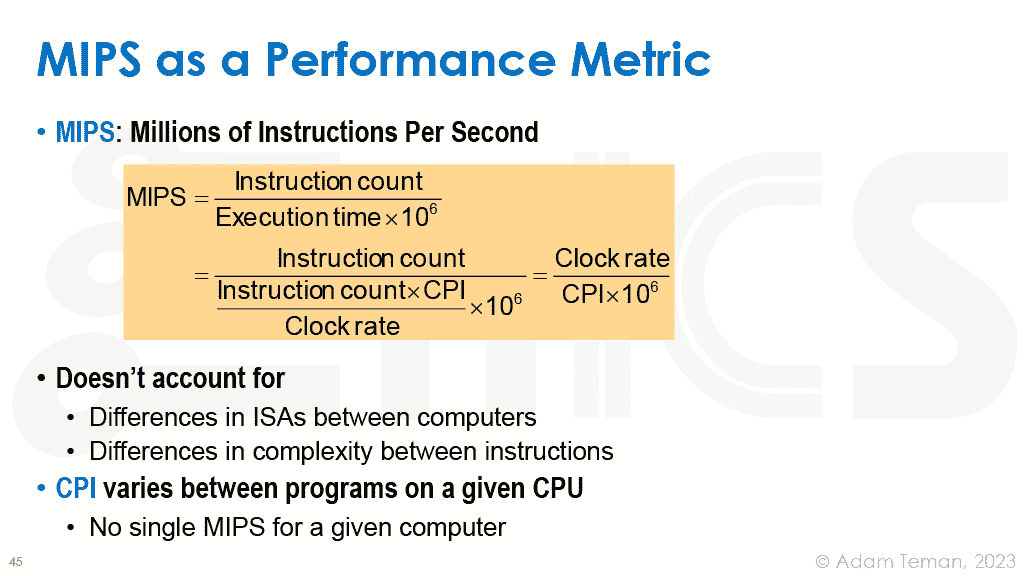 MIPS as a Performance Metric
• MIPS: Millions of Instructions Per Second
MIPS = Instruction count / Execution time × 10^6
= Instruction count / (Instruction count × CPI / Clock rate × 10^6) = Clock rate / CPI × 10^6
• Doesn't account for
• Differences in ISAs between computers
• Differences in complexity between instructions
• CPI varies between programs on a given CPU
• No single MIPS for a given computer
45
© Adam Teman, 2023